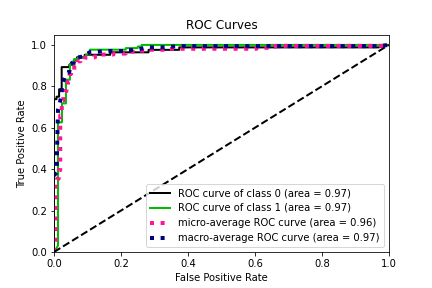 ROC Curves
True Positive Rate
1.0
0.8
0.6
0.4
0.2
0.0
ROC curve of class 0 (area = 0.97)
ROC curve of class 1 (area = 0.97)
micro-average ROC curve (area = 0.96)
macro-average ROC curve (area = 0.97)
0.0 0.2 0.4 0.6 0.8 1.0
False Positive Rate